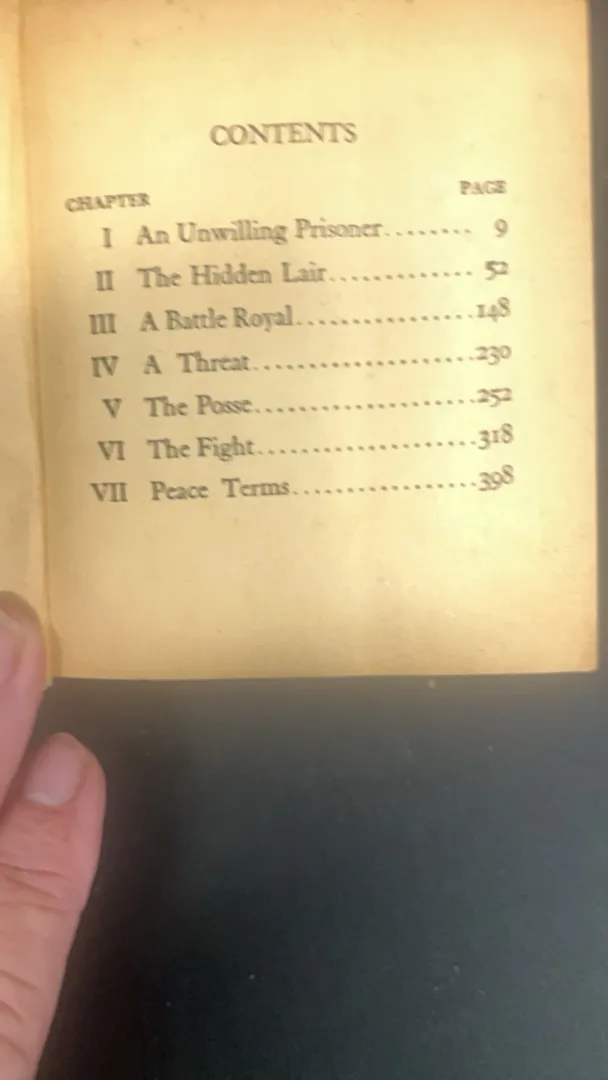 CONTENTS
CHAPTER PAGE
I An Unwilling Prisoner........ 9
II The Hidden Lair............. 52
III A Battle Royal................148
IV A Threat....................230
V The Posse....................252
VI The Fight....................318
VII Peace Terms.................398